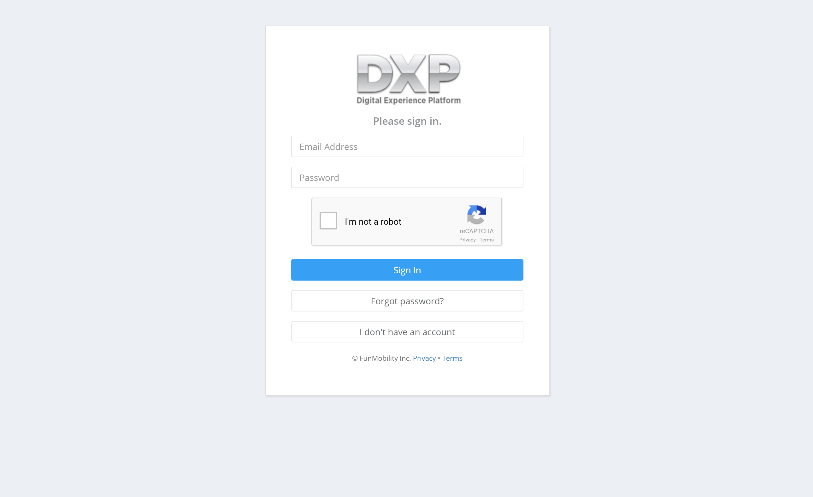 DXP
Digital Experience Platform
Please sign in.
Email Address
Password
I'm not a robot
reCAPTCHA
Privacy - Terms
Sign In
Forgot password?
I don't have an account
© FunMobility Inc. Privacy • Terms